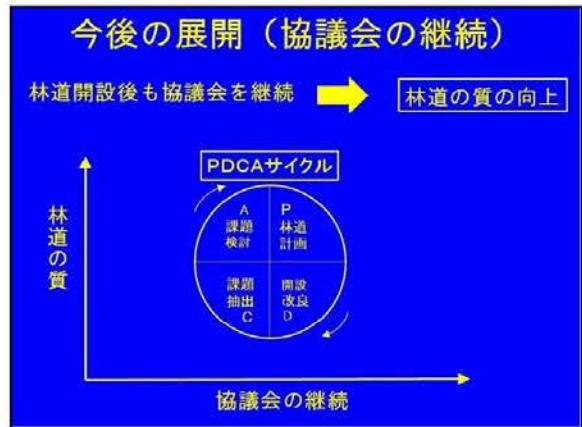 今後の展開（協議会の継続）
林道開設後も協議会を継続
林道の質の向上
PDCAサイクル
A
課題
検討
P
林道
計画
課題
抽出
C
開設
改良
D
林道の質
協議会の継続